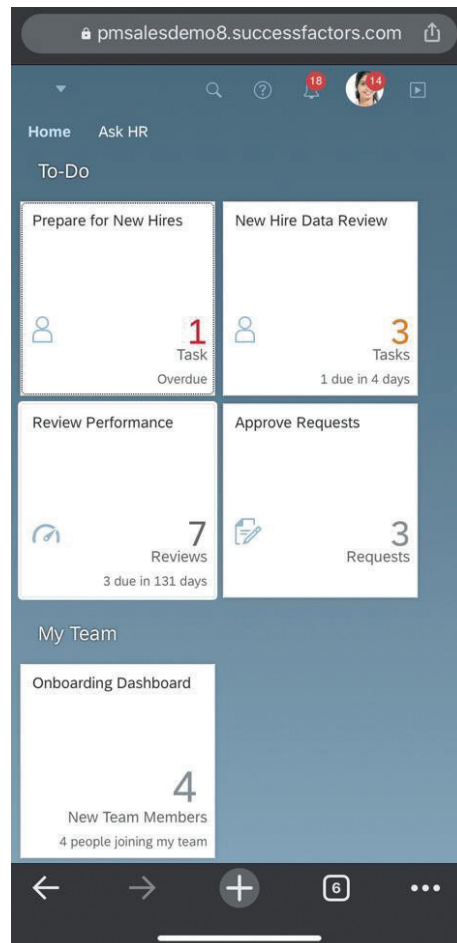 pmsalesdemo8.successfactors.com
18
14
Home Ask HR
To-Do
Prepare for New Hires
1
Task
Overdue
New Hire Data Review
3
Tasks
1 due in 4 days
Review Performance
7
Reviews
3 due in 131 days
Approve Requests
3
Requests
My Team
Onboarding Dashboard
4
New Team Members
4 people joining my team
6